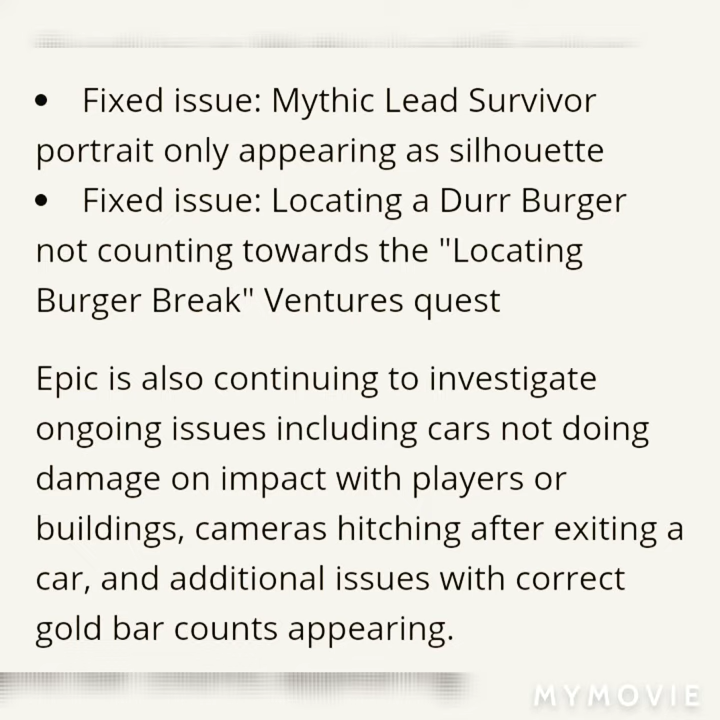 • Fixed issue: Mythic Lead Survivor
portrait only appearing as silhouette
• Fixed issue: Locating a Durr Burger
not counting towards the "Locating
Burger Break" Ventures quest
Epic is also continuing to investigate
ongoing issues including cars not doing
damage on impact with players or
buildings, cameras hitching after exiting a
car, and additional issues with correct
gold bar counts appearing.
MYMOVIE